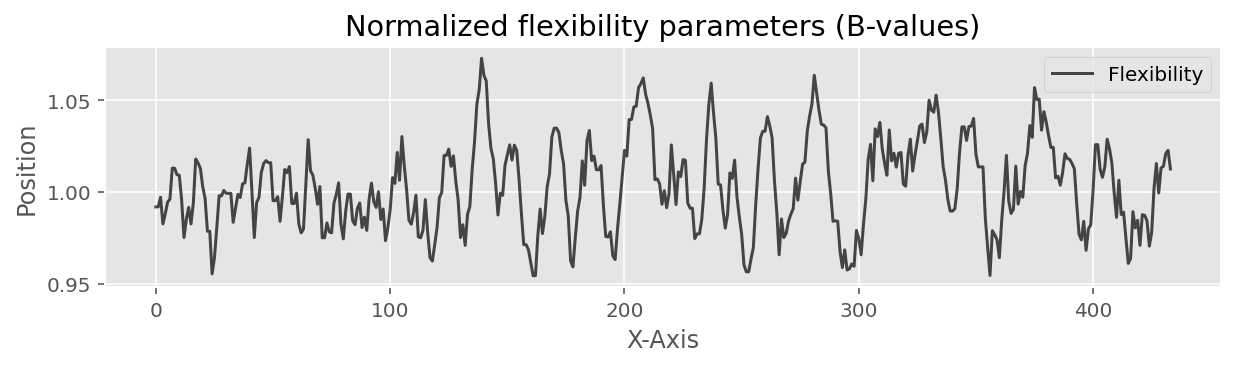 Normalized flexibility parameters (B-values)
Flexibility
Position
1.05
1.00
0.95
0 100 200 300 400
X-Axis